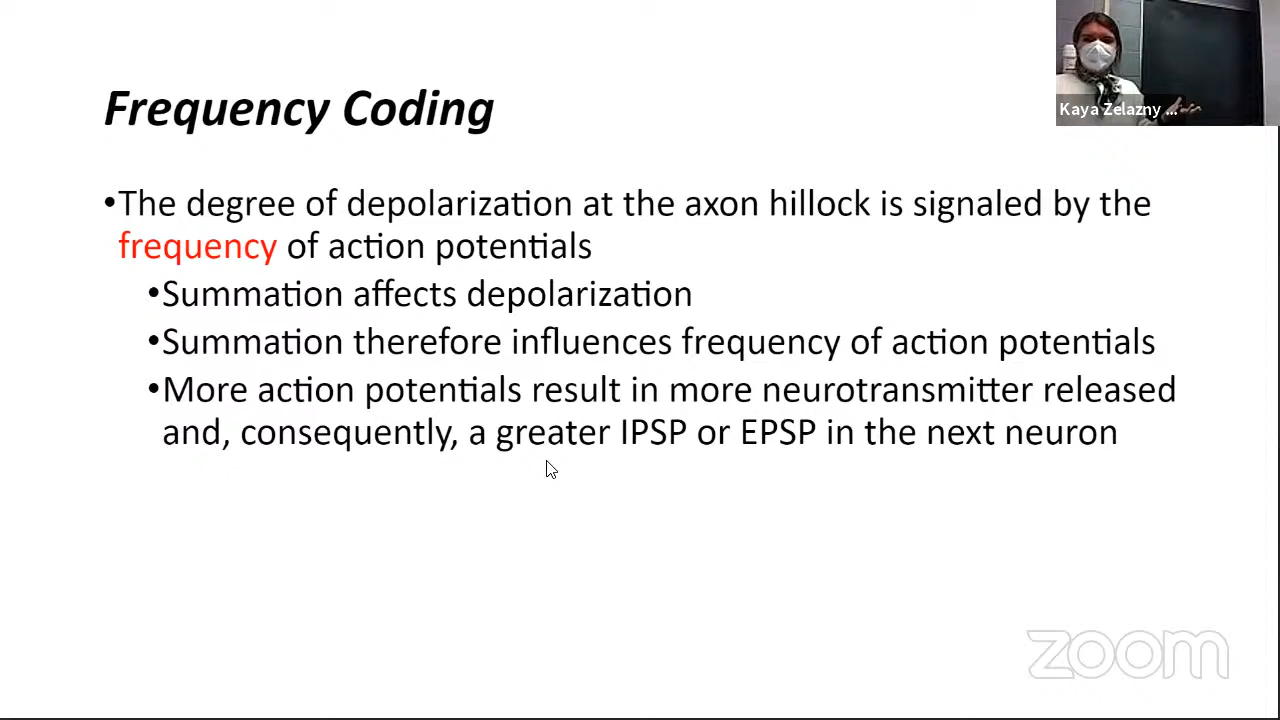 Kaya Zelazny ...
Frequency Coding
•The degree of depolarization at the axon hillock is signaled by the
frequency of action potentials
•Summation affects depolarization
•Summation therefore influences frequency of action potentials
•More action potentials result in more neurotransmitter released
and, consequently, a greater IPSP or EPSP in the next neuron
zoom